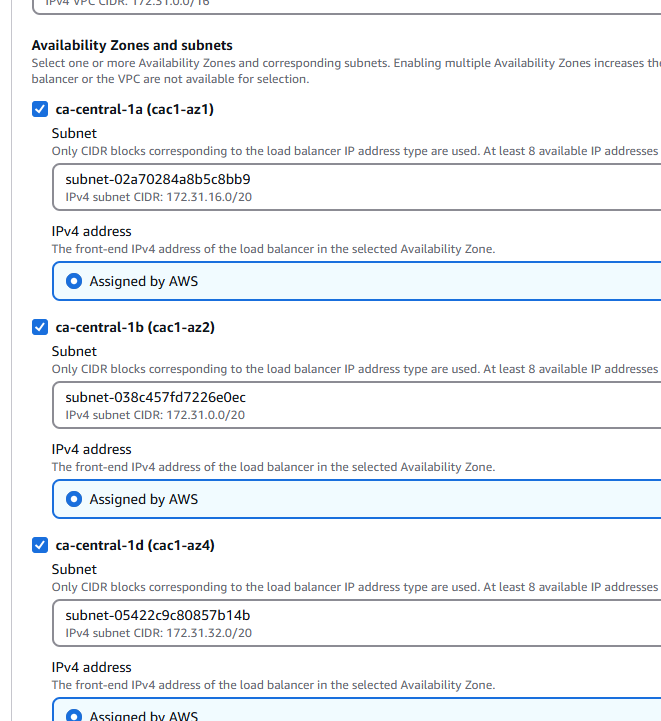 IPv4 VPC CIDR: 172.31.0.0/16
Availability Zones and subnets
Select one or more Availability Zones and corresponding subnets. Enabling multiple Availability Zones increases the
balancer or the VPC are not available for selection.
ca-central-1a (cac1-az1)
Subnet
Only CIDR blocks corresponding to the load balancer IP address type are used. At least 8 available IP addresses
subnet-02a70284a8b5c8bb9
IPv4 subnet CIDR: 172.31.16.0/20
IPv4 address
The front-end IPv4 address of the load balancer in the selected Availability Zone.
Assigned by AWS
ca-central-1b (cac1-az2)
Subnet
Only CIDR blocks corresponding to the load balancer IP address type are used. At least 8 available IP addresses
subnet-038c457fd7226e0ec
IPv4 subnet CIDR: 172.31.0.0/20
IPv4 address
The front-end IPv4 address of the load balancer in the selected Availability Zone.
Assigned by AWS
ca-central-1d (cac1-az4)
Subnet
Only CIDR blocks corresponding to the load balancer IP address type are used. At least 8 available IP addresses
subnet-05422c9c80857b14b
IPv4 subnet CIDR: 172.31.32.0/20
IPv4 address
The front-end IPv4 address of the load balancer in the selected Availability Zone.
Assigned by AWS